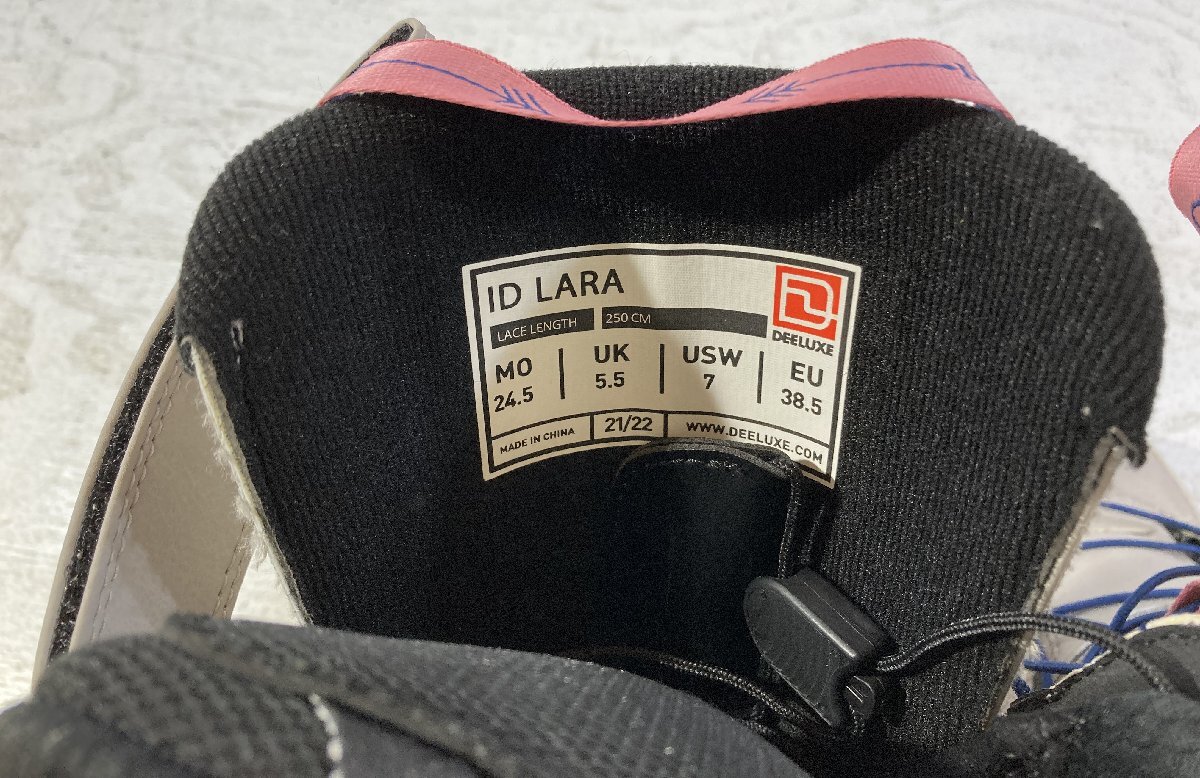 ID LARA
LACE LENGTH 250 CM
DEELUXE
MO UK USW EU
24.5 5.5 7 38.5
MADE IN CHINA 21/22 WWW.DEELUXE.COM